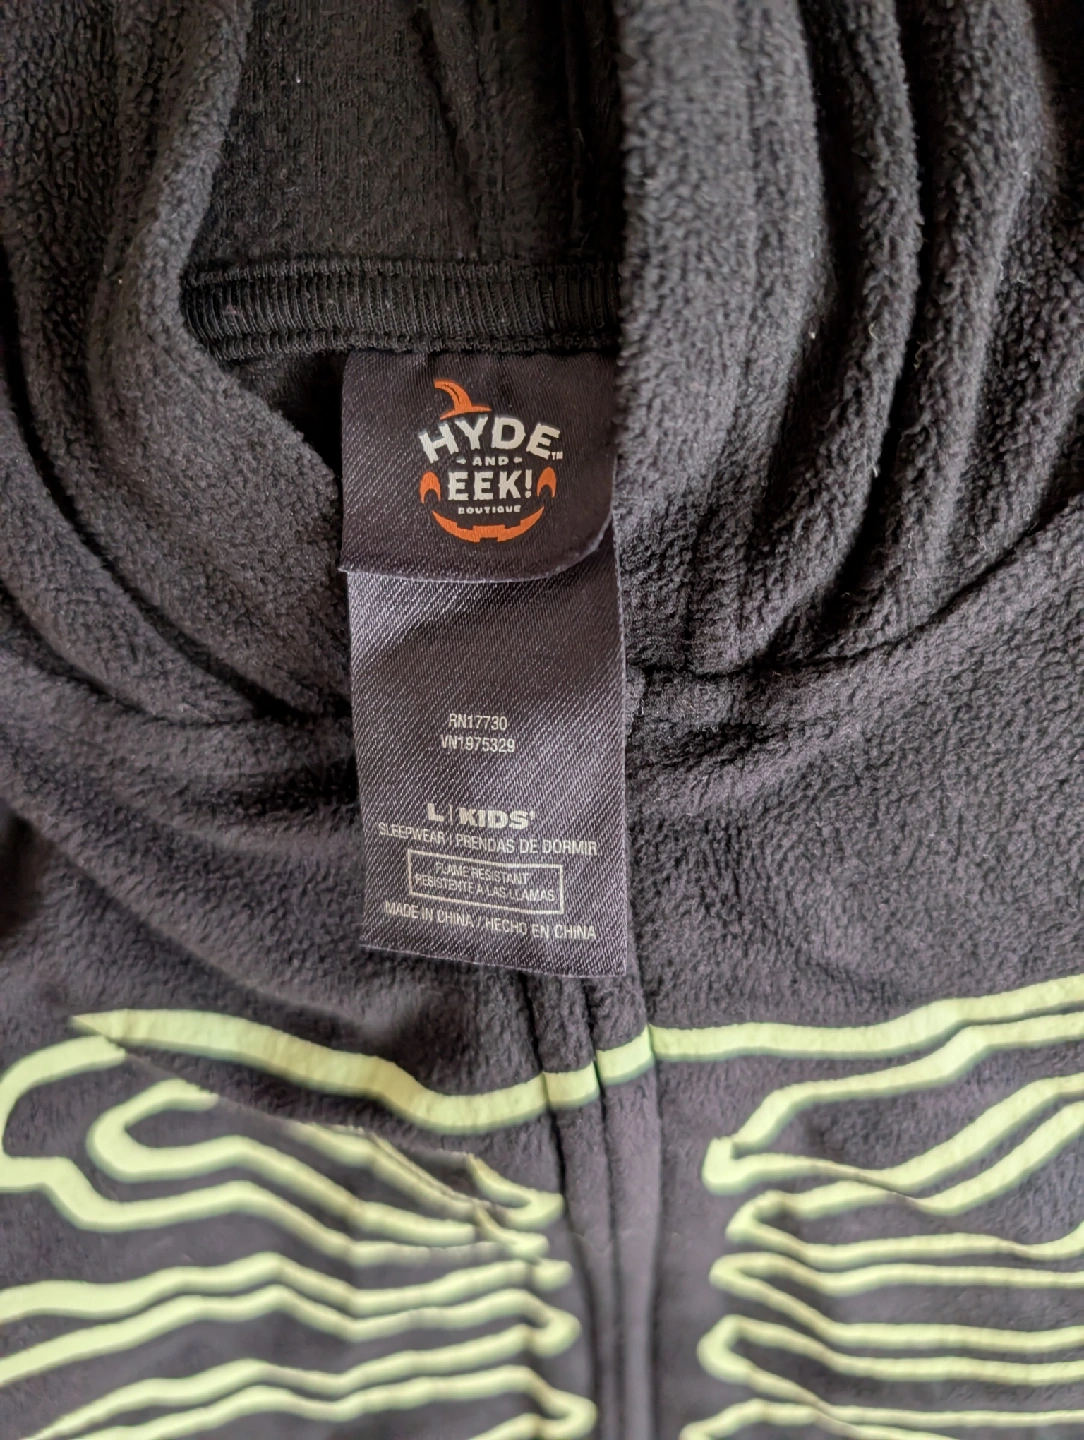 HYDE™
AND
EEK!
BOUTIQUE
RN17730
VN1975329
L | KIDS'
SLEEPWEAR / PRENDAS DE DORMIR
FLAME RESISTANT
RESISTENTE A LAS LLAMAS
MADE IN CHINA / HECHO EN CHINA